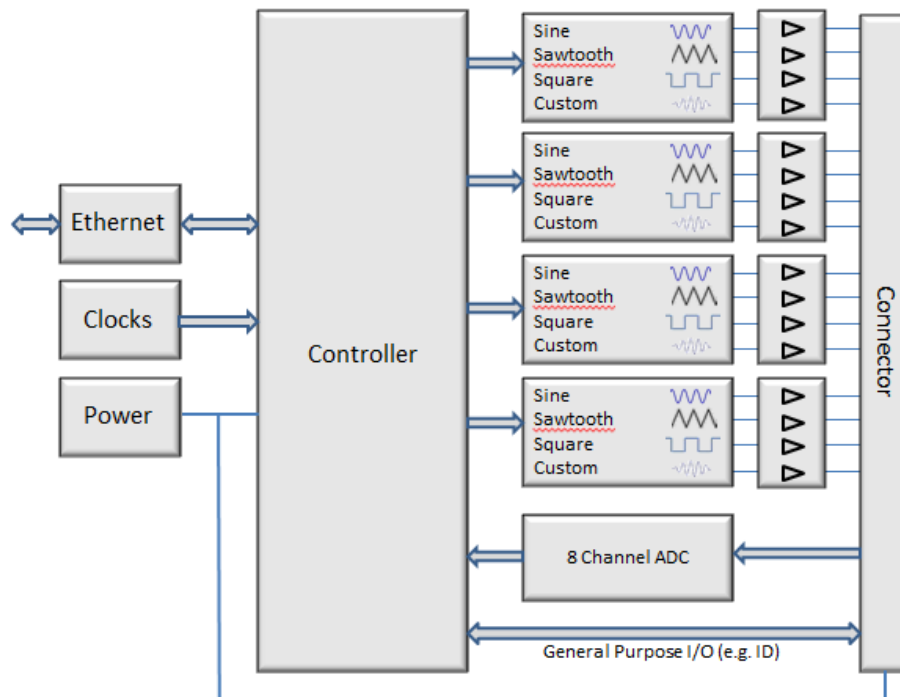 Ethernet
Clocks
Power
Controller
Sine
Sawtooth
Square
Custom
Sine
Sawtooth
Square
Custom
Sine
Sawtooth
Square
Custom
Sine
Sawtooth
Square
Custom
8 Channel ADC
General Purpose I/O (e.g. ID)
Connector